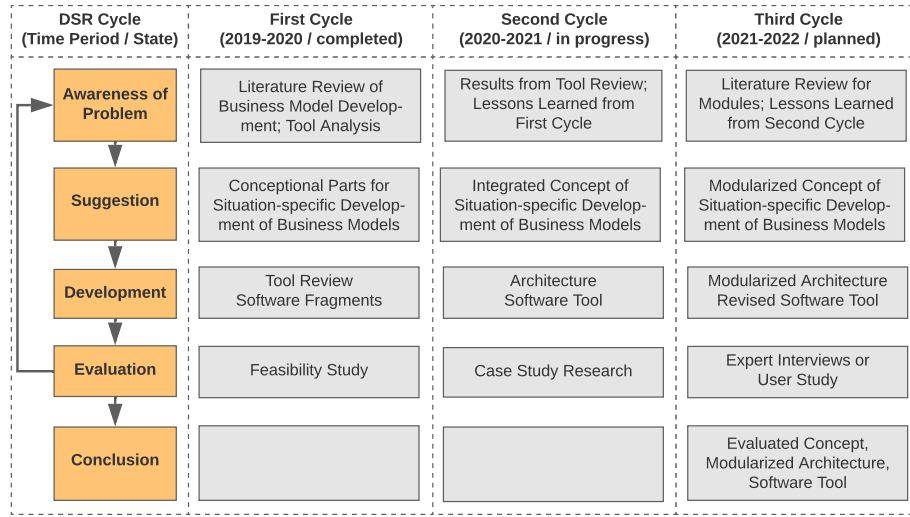 DSR Cycle
(Time Period / State)
First Cycle
(2019-2020 / completed)
Second Cycle
(2020-2021 / in progress)
Third Cycle
(2021-2022 / planned)
Awareness of
Problem
Literature Review of
Business Model Develop-
ment; Tool Analysis
Results from Tool Review;
Lessons Learned from
First Cycle
Literature Review for
Modules; Lessons Learned
from Second Cycle
Suggestion
Conceptional Parts for
Situation-specific Develop-
ment of Business Models
Integrated Concept of
Situation-specific Develop-
ment of Business Models
Modularized Concept of
Situation-specific Develop-
ment of Business Models
Development
Tool Review
Software Fragments
Architecture
Software Tool
Modularized Architecture
Revised Software Tool
Evaluation
Feasibility Study
Case Study Research
Expert Interviews or
User Study
Conclusion
Evaluated Concept,
Modularized Architecture,
Software Tool